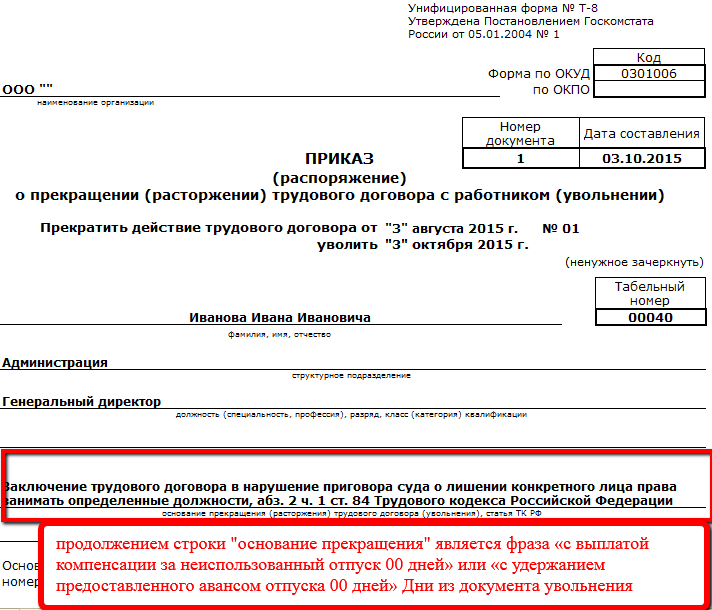 Унифицированная форма № Т-8
Утверждена Постановлением Госкомстата
России от 05.01.2004 № 1
Код
Форма по ОКУД 0301006
ООО "" по ОКПО
наименование организации
Номер документа Дата составления
1 03.10.2015
ПРИКАЗ
(распоряжение)
о прекращении (расторжении) трудового договора с работником (увольнении)
Прекратить действие трудового договора от "3" августа 2015 г. № 01
уволить "3" октября 2015 г.
(ненужное зачеркнуть)
Табельный
номер
Иванова Ивана Ивановича 00040
фамилия, имя, отчество
Администрация
структурное подразделение
Генеральный директор
должность (специальность, профессия), разряд, класс (категория) квалификации
Заключение трудового договора в нарушение приговора суда о лишении конкретного лица права
занимать определенные должности, абз. 2 ч. 1 ст. 84 Трудового кодекса Российской Федерации
основание прекращения (расторжения) трудового договора (увольнения), статья ТК РФ
продолжением строки "основание прекращения" является фраза «с выплатой
компенсации за неиспользованный отпуск 00 дней» или «с удержанием
предоставленного авансом отпуска 00 дней» Дни из документа увольнения
Основ
номер